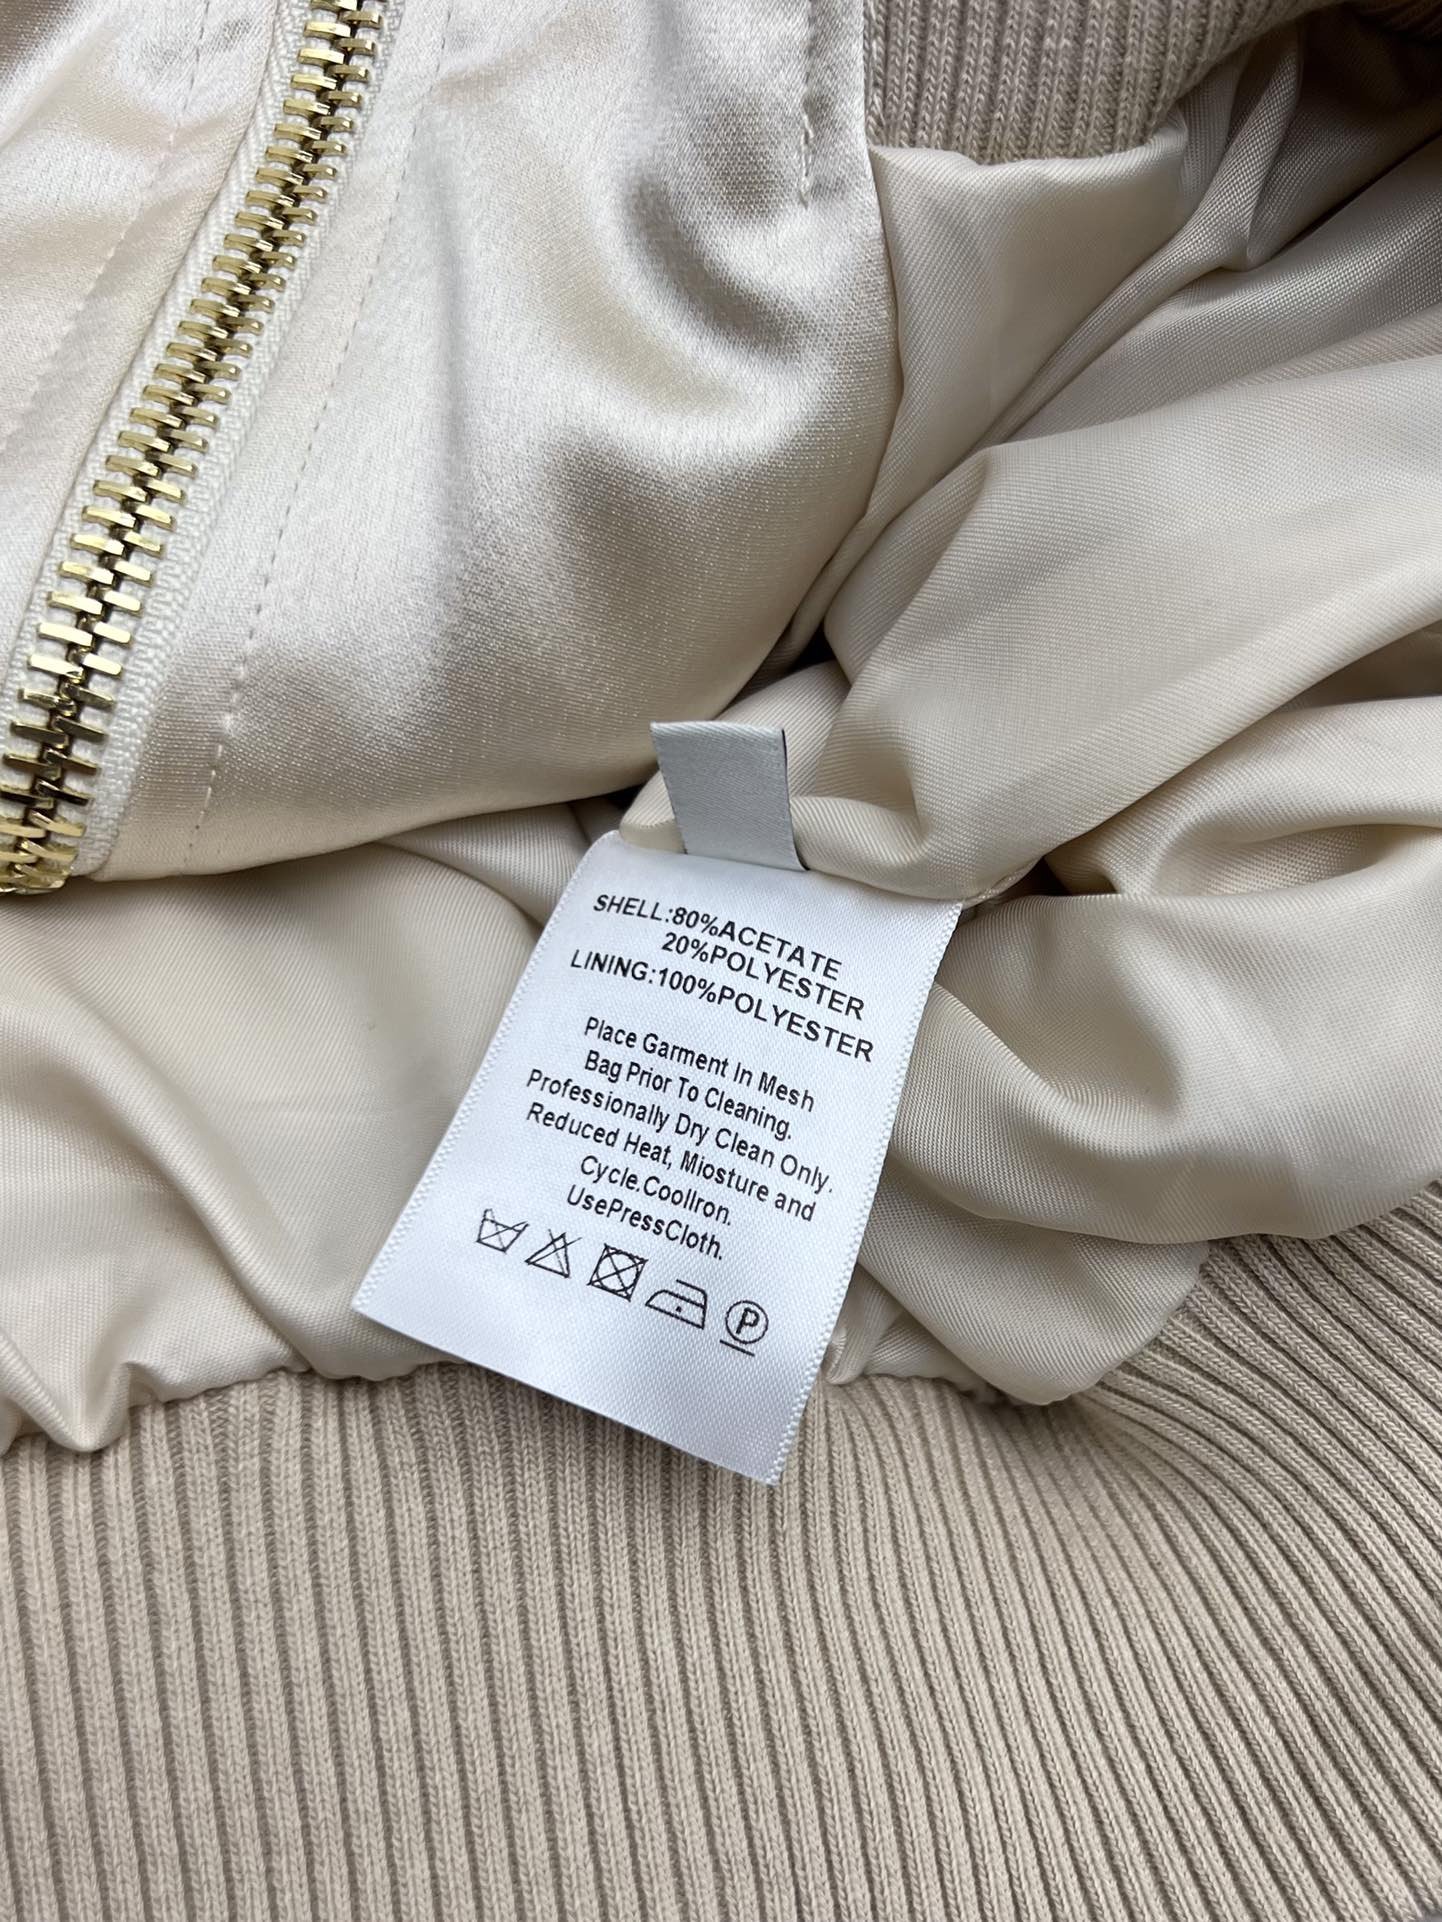 SHELL:80%ACETATE
20%POLYESTER
LINING:100%POLYESTER
Place Garment In Mesh
Bag Prior To Cleaning.
Professionally Dry Clean Only.
Reduced Heat, Miosture and
Cycle.CoolIron.
UsePressCloth.
P